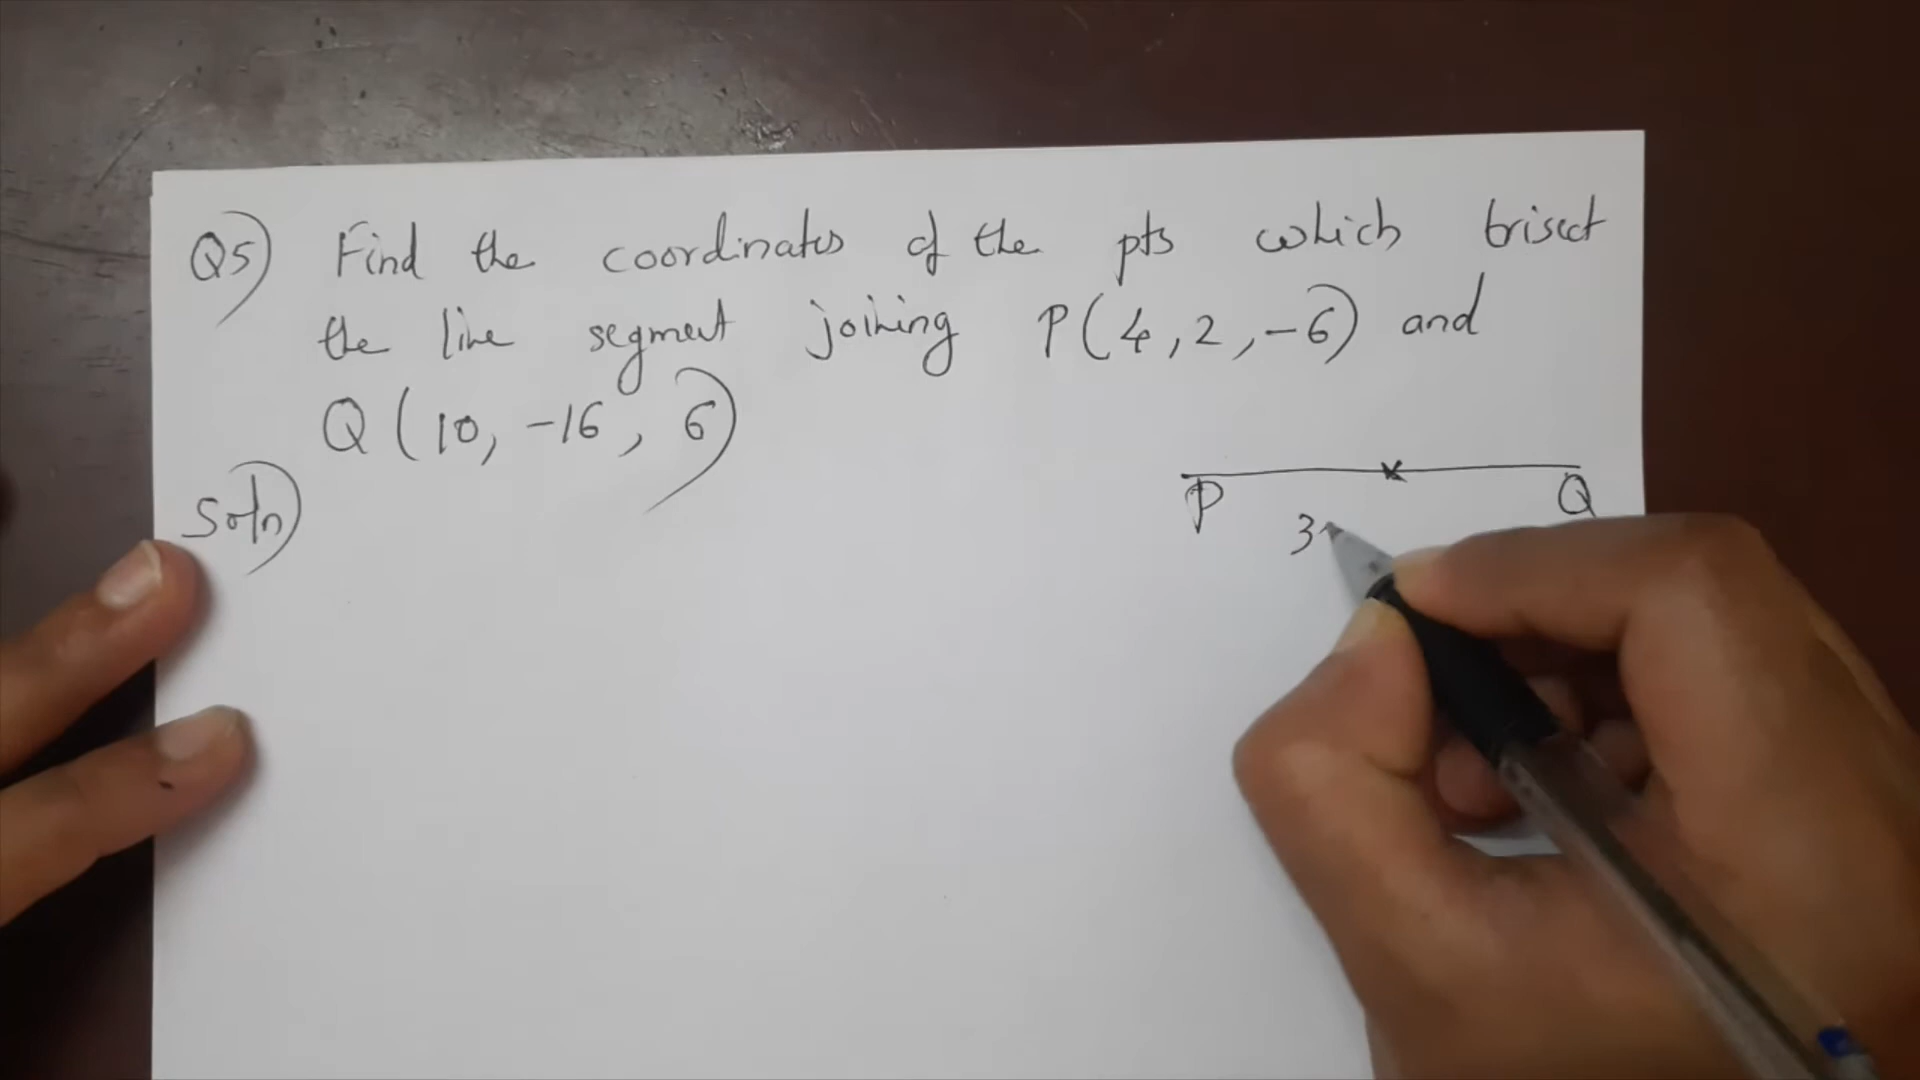 Q5) Find the coordinates of the pts which trisect
the line segment joining P(4, 2, -6) and
Q (10, -16, 6)
Soln)
P Q
3